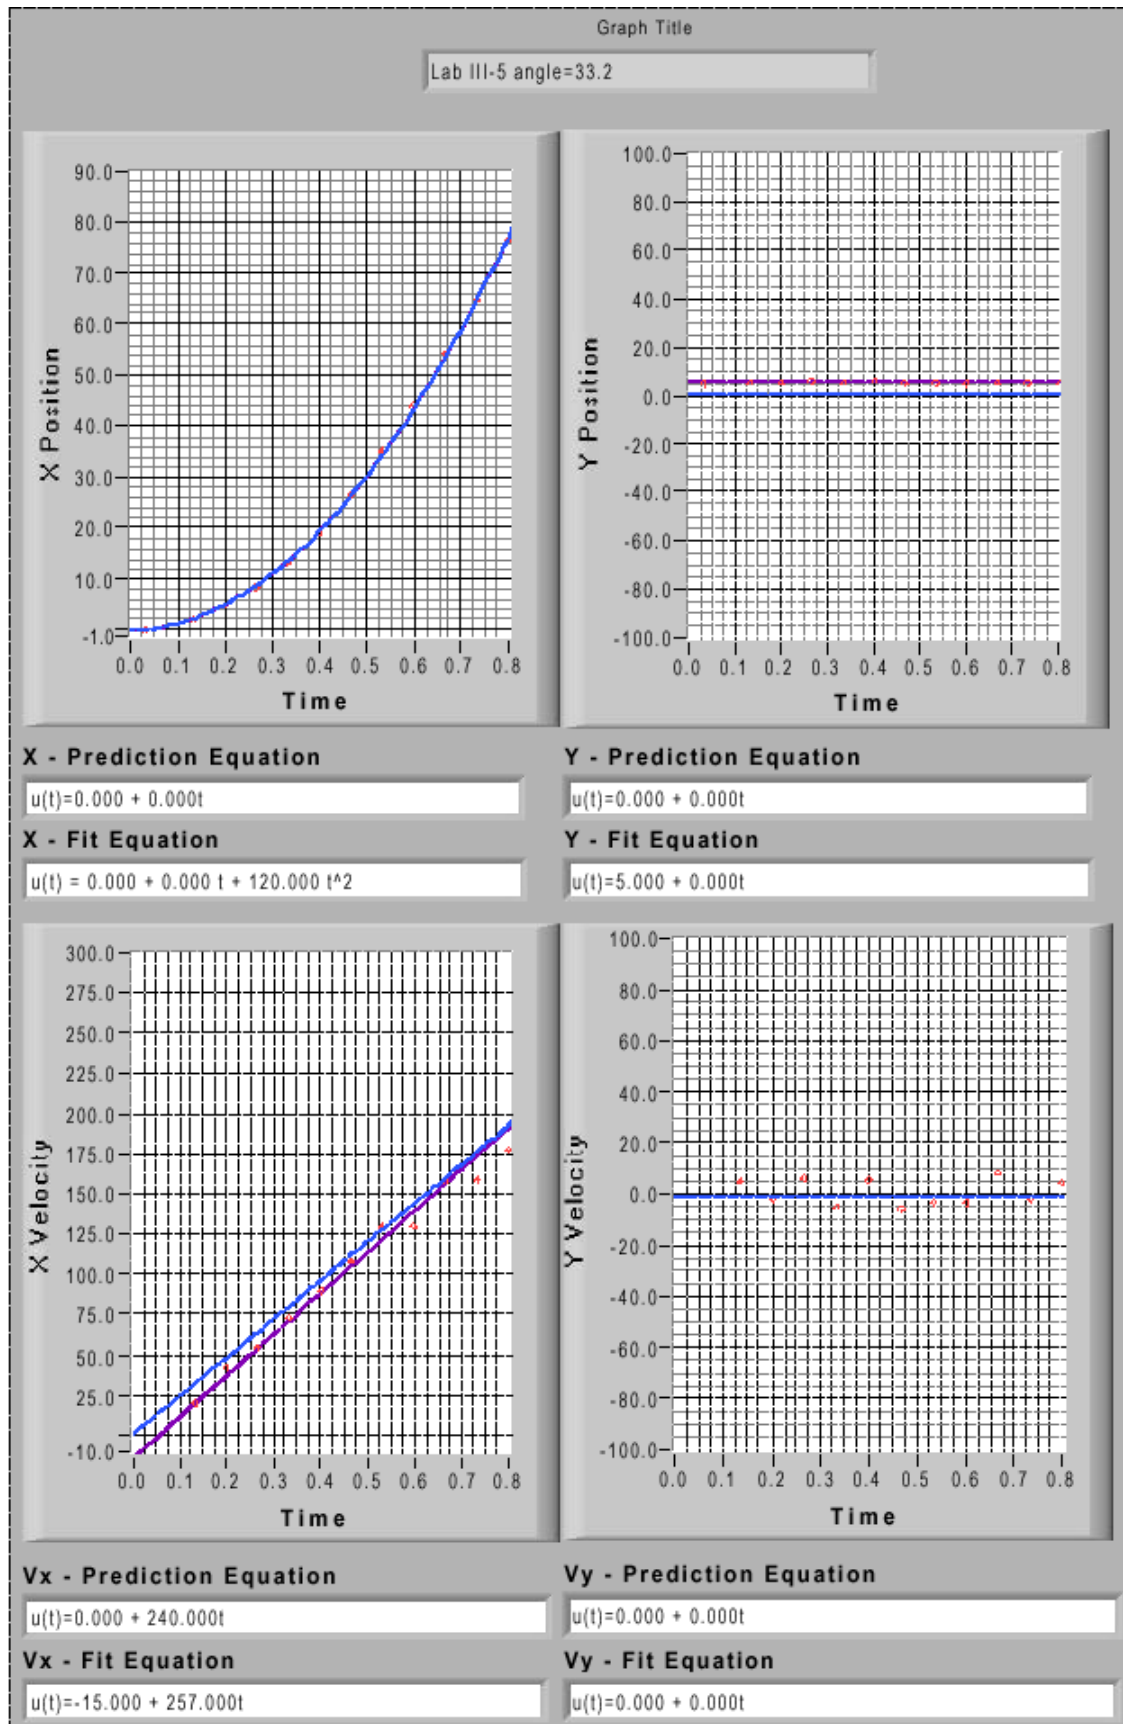 Graph Title
Lab III-5 angle=33.2
90.0
80.0
70.0
60.0
50.0
40.0
30.0
20.0
10.0
-1.0
X Position
0.0 0.1 0.2 0.3 0.4 0.5 0.6 0.7 0.8
Time
100.0
80.0
60.0
40.0
20.0
0.0
-20.0
-40.0
-60.0
-80.0
-100.0
Y Position
0.0 0.1 0.2 0.3 0.4 0.5 0.6 0.7 0.8
Time
X - Prediction Equation
u(t)=0.000 + 0.000t
X - Fit Equation
u(t) = 0.000 + 0.000 t + 120.000 t^2
Y - Prediction Equation
u(t)=0.000 + 0.000t
Y - Fit Equation
u(t)=5.000 + 0.000t
300.0
275.0
250.0
225.0
200.0
175.0
150.0
125.0
100.0
75.0
50.0
25.0
-10.0
X Velocity
0.0 0.1 0.2 0.3 0.4 0.5 0.6 0.7 0.8
Time
100.0
80.0
60.0
40.0
20.0
0.0
-20.0
-40.0
-60.0
-80.0
-100.0
Y Velocity
0.0 0.1 0.2 0.3 0.4 0.5 0.6 0.7 0.8
Time
Vx - Prediction Equation
u(t)=0.000 + 240.000t
Vx - Fit Equation
u(t)=-15.000 + 257.000t
Vy - Prediction Equation
u(t)=0.000 + 0.000t
Vy - Fit Equation
u(t)=0.000 + 0.000t